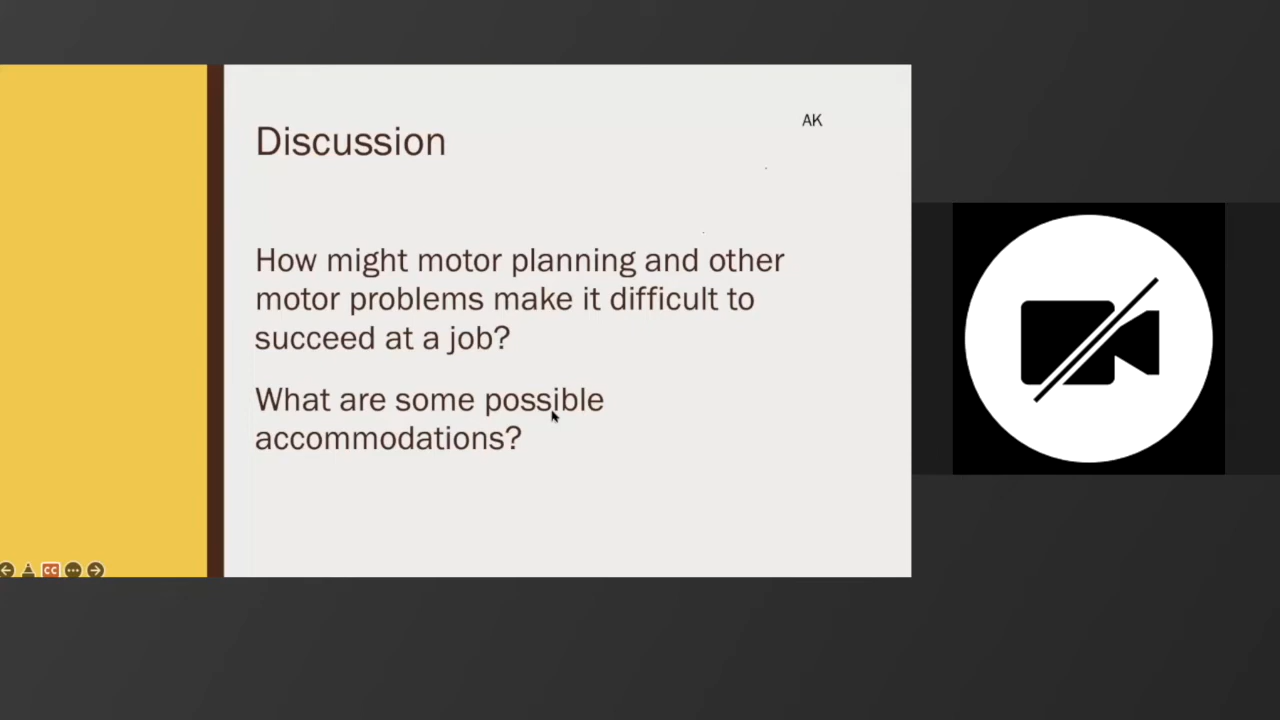 AK
Discussion
How might motor planning and other
motor problems make it difficult to
succeed at a job?
What are some possible
accommodations?
CC